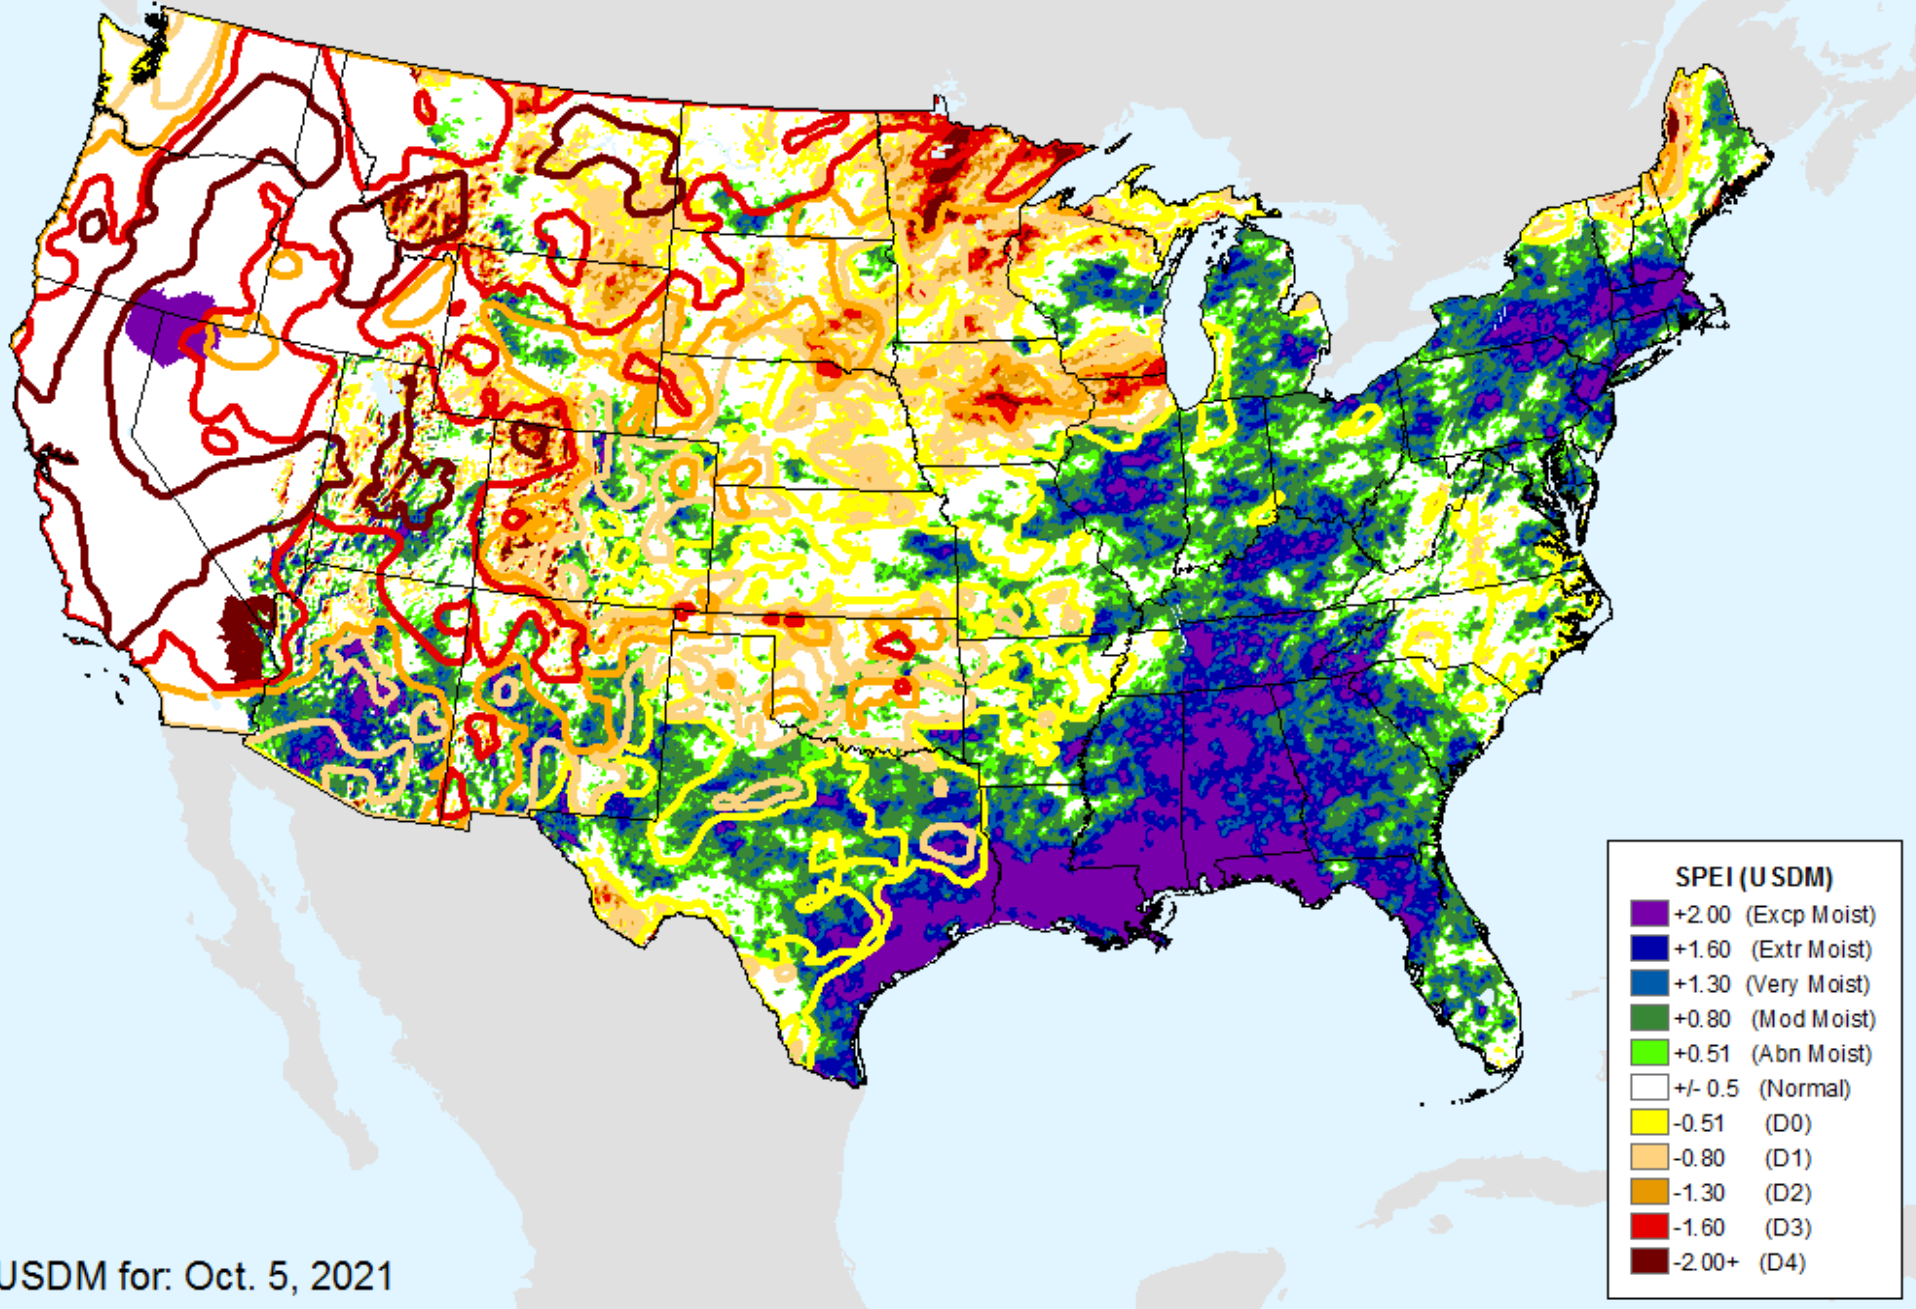 SPEI (USDM)
+2.00 (Excp Moist)
+1.60 (Extr Moist)
+1.30 (Very Moist)
+0.80 (Mod Moist)
+0.51 (Abn Moist)
+/- 0.5 (Normal)
-0.51 (D0)
-0.80 (D1)
-1.30 (D2)
-1.60 (D3)
-2.00+ (D4)
USDM for: Oct. 5, 2021